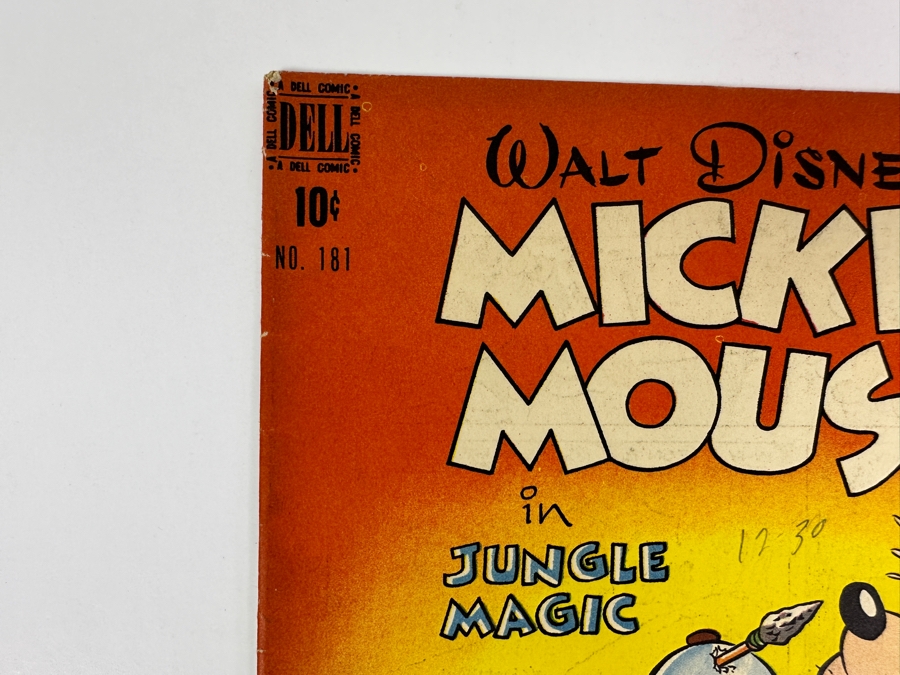 A DELL COMIC
A DELL COMIC
DELL
A DELL COMIC
A DELL COMIC
10¢
NO. 181
WALT DISNE
MICKE
MOUS
in
JUNGLE
MAGIC
12-30